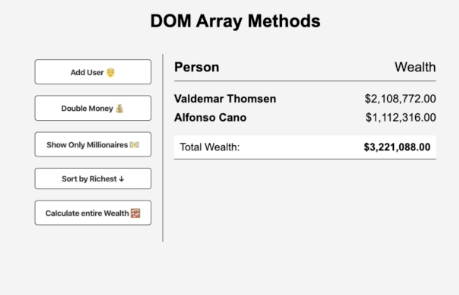 DOM Array Methods
Add User 👱
Double Money 💰
Show Only Millionaires 💵
Sort by Richest ↓
Calculate entire Wealth 🧮
Person Wealth
Valdemar Thomsen $2,108,772.00
Alfonso Cano $1,112,316.00
Total Wealth: $3,221,088.00